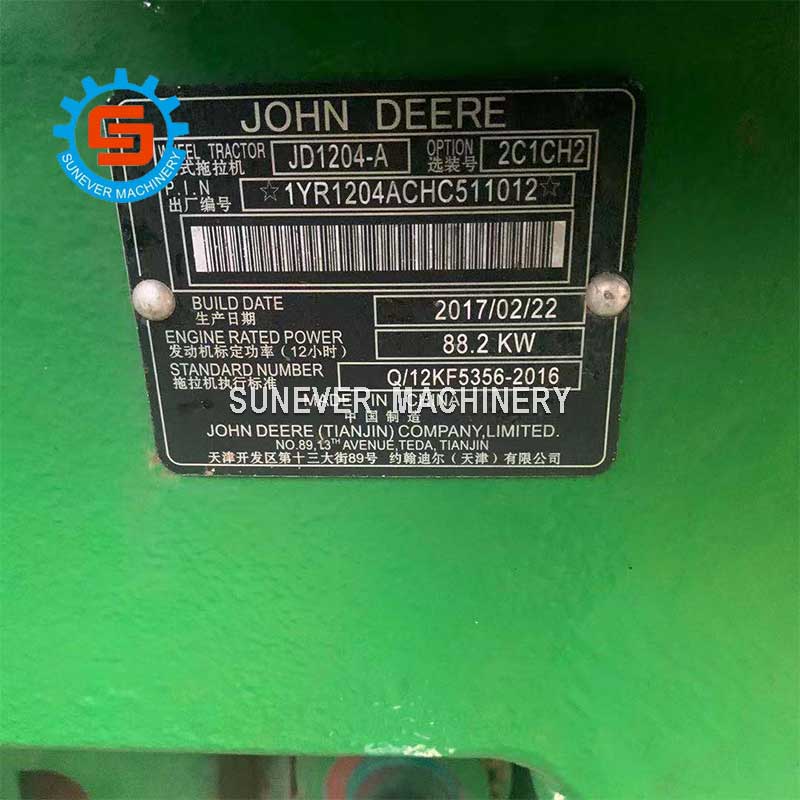 JOHN DEERE
WHEEL TRACTOR JD1204-A OPTION 2C1CH2
式拖拉机 选装号
P.I.N ☆1YR1204ACHC511012☆
出厂编号
BUILD DATE 2017/02/22
生产日期
ENGINE RATED POWER 88.2 KW
发动机标定功率（12小时）
STANDARD NUMBER Q/12KF5356-2016
拖拉机执行标准
MADE IN CHINA
中国制造
JOHN DEERE (TIANJIN) COMPANY,LIMITED.
NO.89,13TH AVENUE,TEDA, TIANJIN
天津开发区第十三大街89号 约翰迪尔（天津）有限公司
SUNEVER MACHINERY
SUNEVER MACHINERY